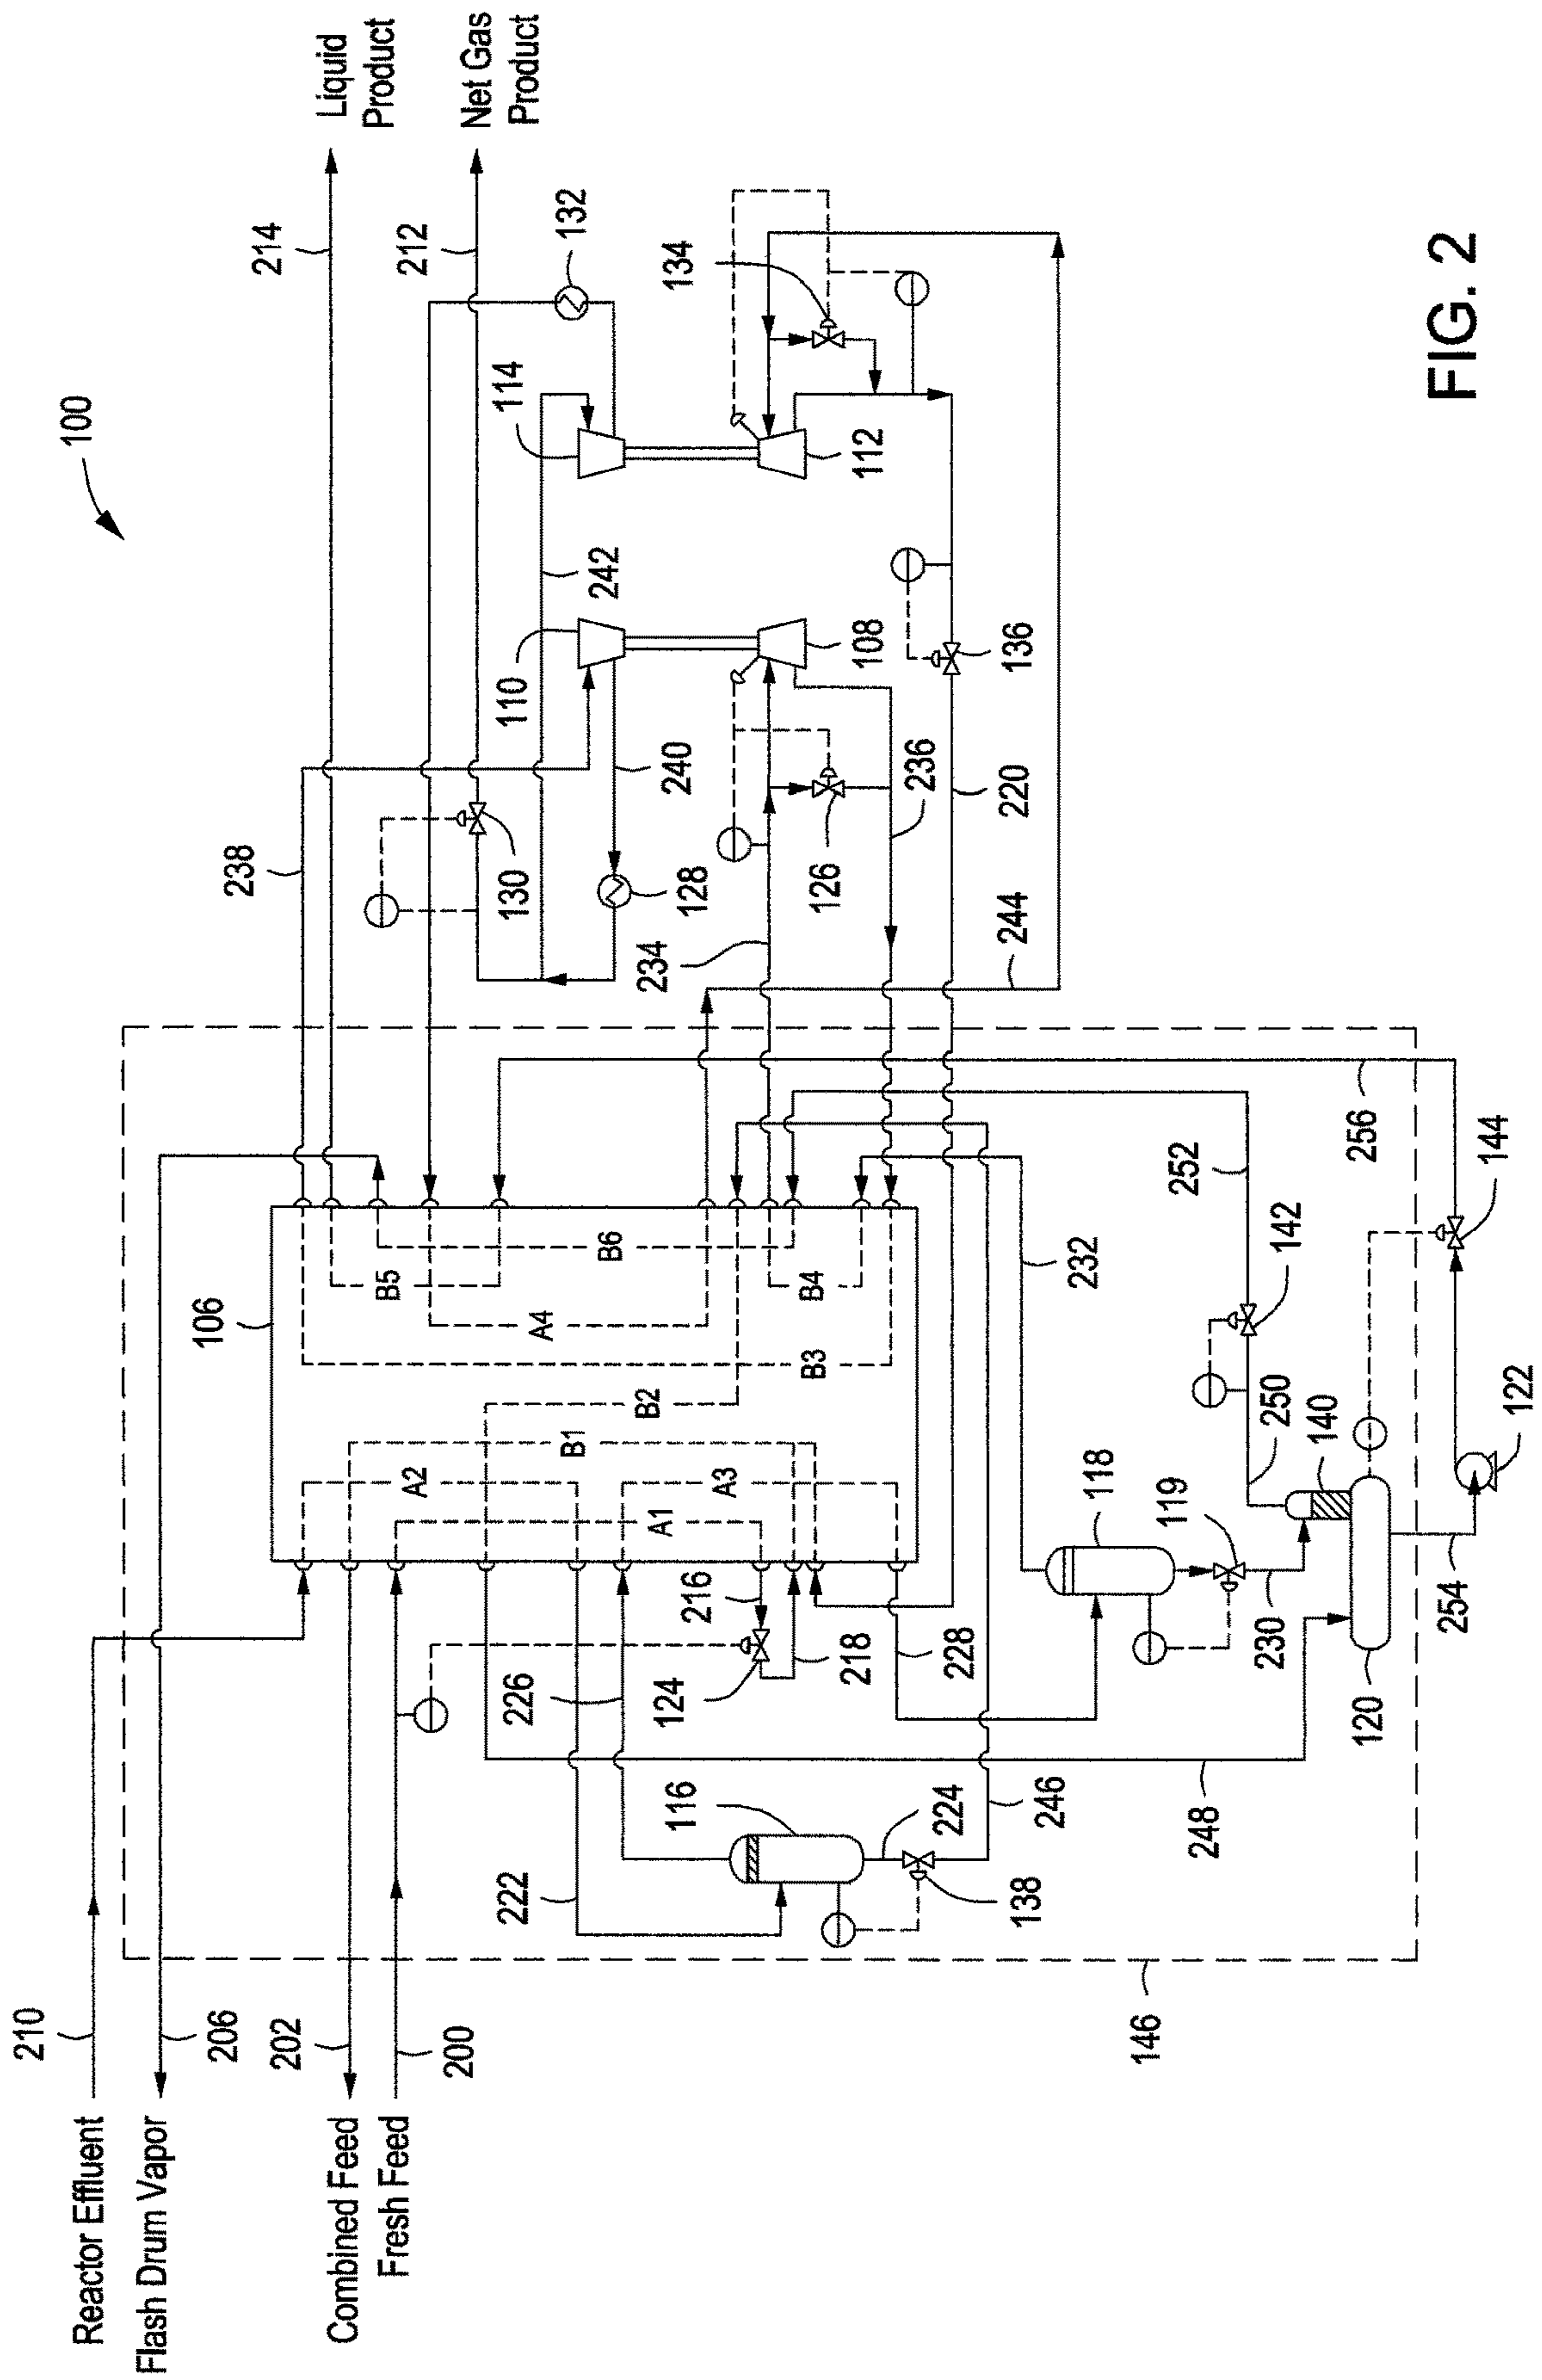 100
210
Reactor Effluent
206
Flash Drum Vapor
202
Combined Feed
200
Fresh Feed
106
238
214
Liquid
Product
212
Net Gas
Product
B5
A2
130
110
114
132
222
226
A4
B1
B6
242
B2
A1
240
234
128
134
116
124
216
A3
B3
B4
126
108
112
218
236
224
228
138
136
220
244
246
118
232
146
248
119
142
252
230
250
140
120
256
254
144
122
FIG. 2